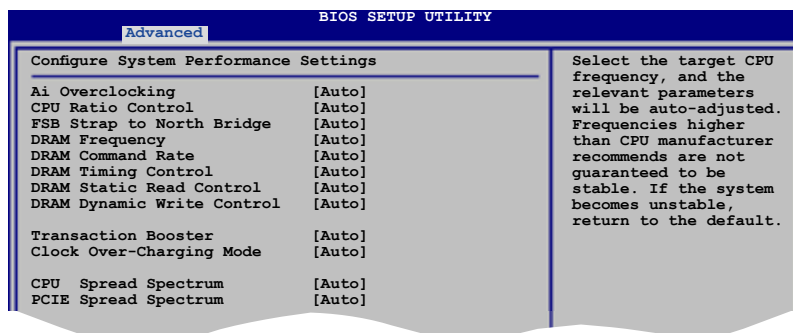 BIOS SETUP UTILITY
Advanced
Configure System Performance Settings
Ai Overclocking [Auto]
CPU Ratio Control [Auto]
FSB Strap to North Bridge [Auto]
DRAM Frequency [Auto]
DRAM Command Rate [Auto]
DRAM Timing Control [Auto]
DRAM Static Read Control [Auto]
DRAM Dynamic Write Control [Auto]
Transaction Booster [Auto]
Clock Over-Charging Mode [Auto]
CPU Spread Spectrum [Auto]
PCIE Spread Spectrum [Auto]
Select the target CPU
frequency, and the
relevant parameters
will be auto-adjusted.
Frequencies higher
than CPU manufacturer
recommends are not
guaranteed to be
stable. If the system
becomes unstable,
return to the default.